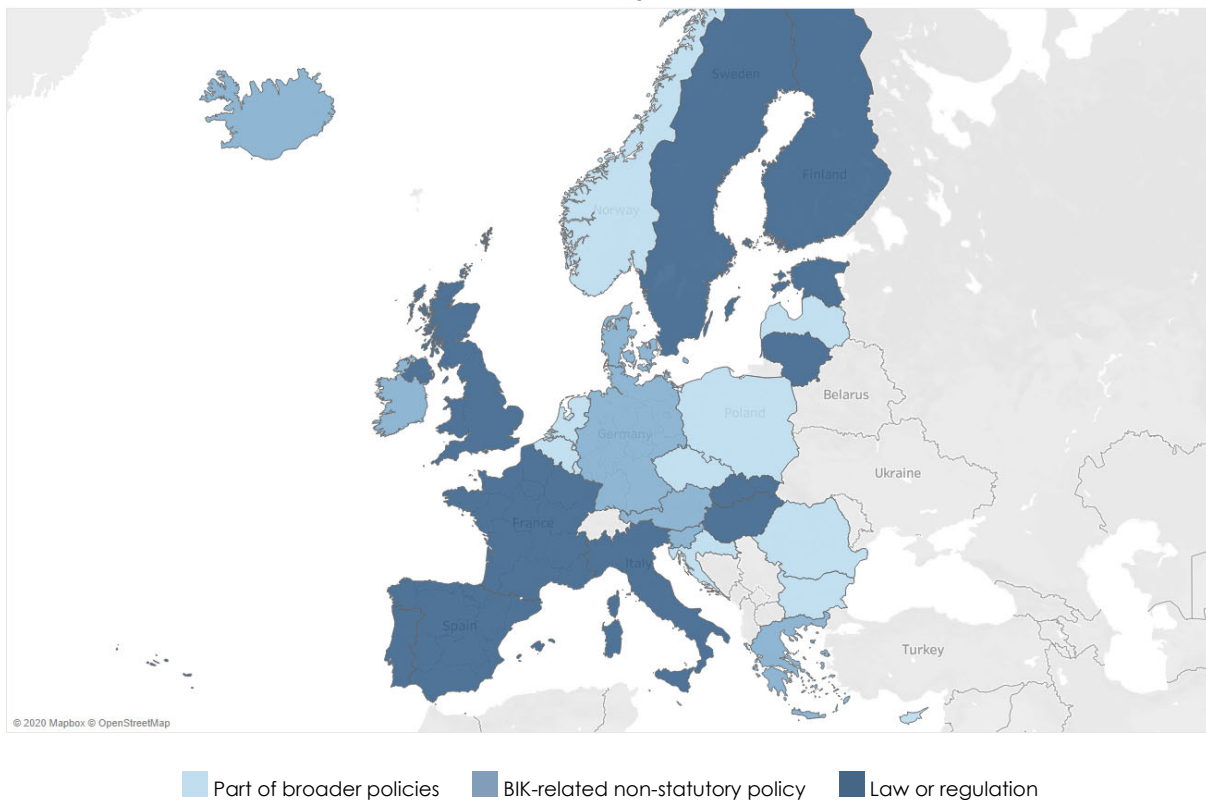 Sweden
Finland
Norway
Belarus
Poland
Germany
Ukraine
France
Italy
Spain
Turkey
© 2020 Mapbox © OpenStreetMap
Part of broader policies BIK-related non-statutory policy Law or regulation